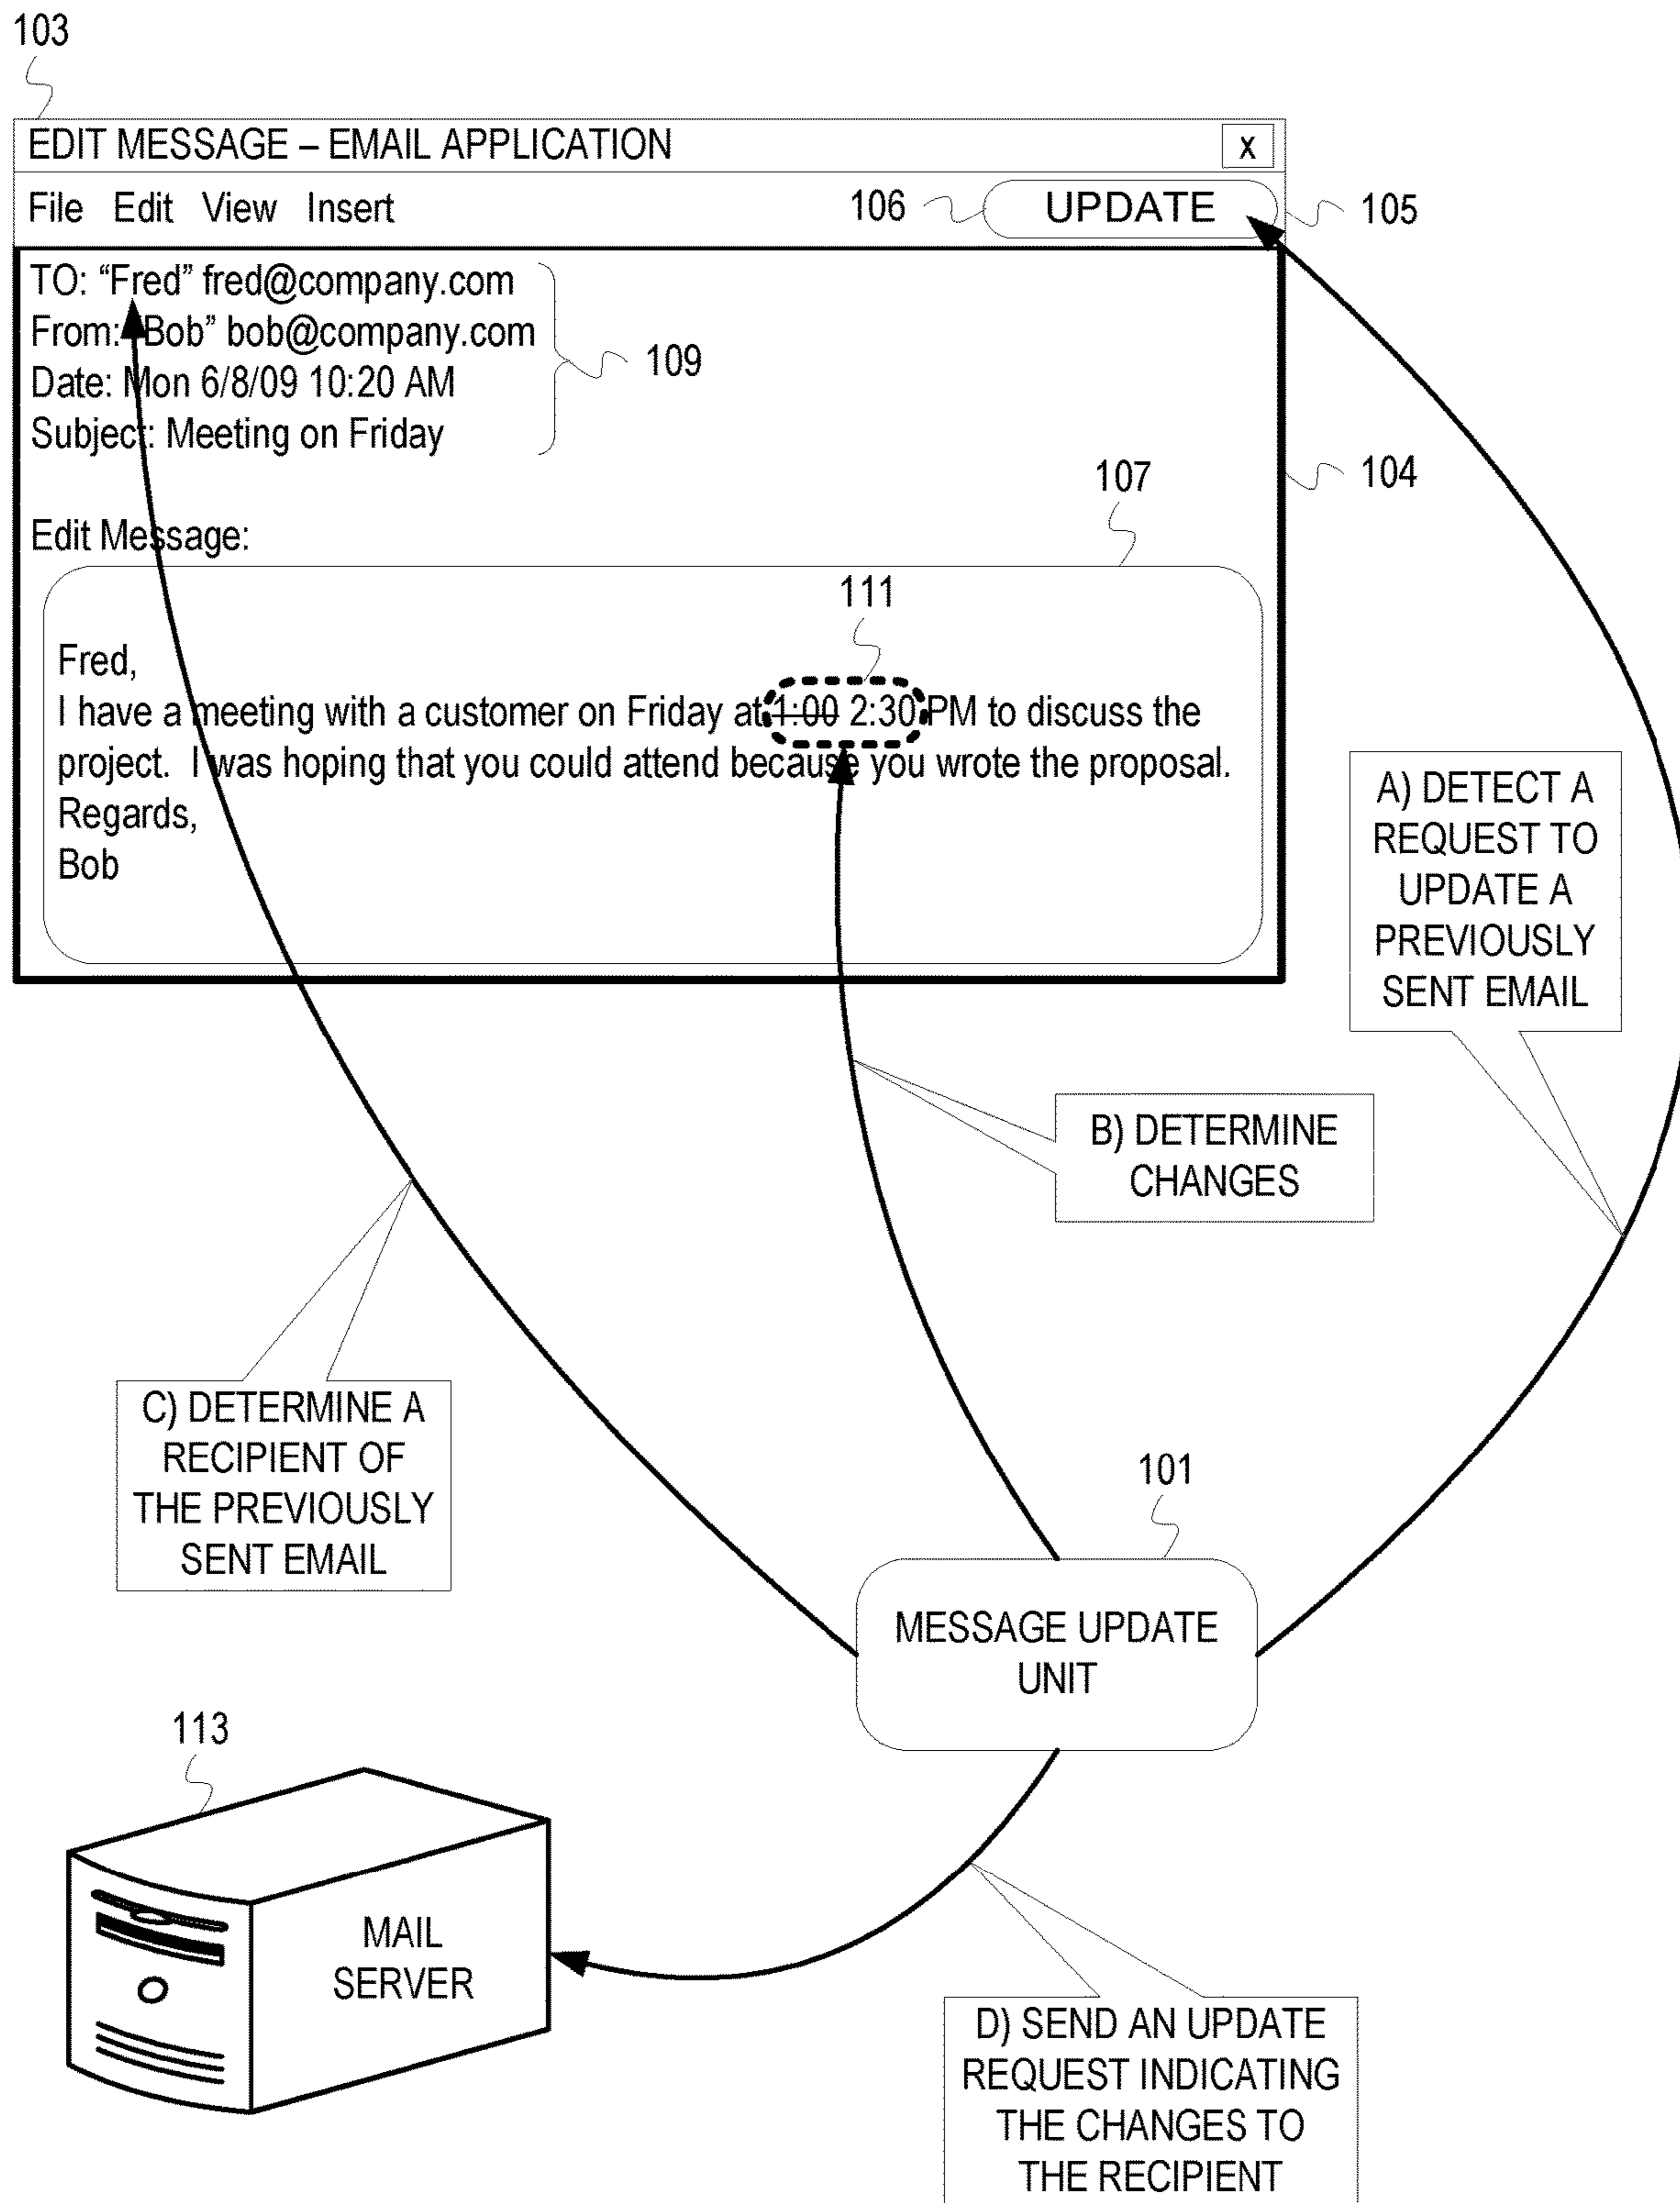 103
EDIT MESSAGE – EMAIL APPLICATION
X
File Edit View Insert
106
UPDATE
105
TO: “Fred” fred@company.com
From: “Bob” bob@company.com
Date: Mon 6/8/09 10:20 AM
Subject: Meeting on Friday
109
104
107
Edit Message:
111
Fred,
I have a meeting with a customer on Friday at 1:00 2:30 PM to discuss the
project. I was hoping that you could attend because you wrote the proposal.
Regards,
Bob
A) DETECT A
REQUEST TO
UPDATE A
PREVIOUSLY
SENT EMAIL
B) DETERMINE
CHANGES
C) DETERMINE A
RECIPIENT OF
THE PREVIOUSLY
SENT EMAIL
101
MESSAGE UPDATE
UNIT
113
MAIL
SERVER
D) SEND AN UPDATE
REQUEST INDICATING
THE CHANGES TO
THE RECIPIENT